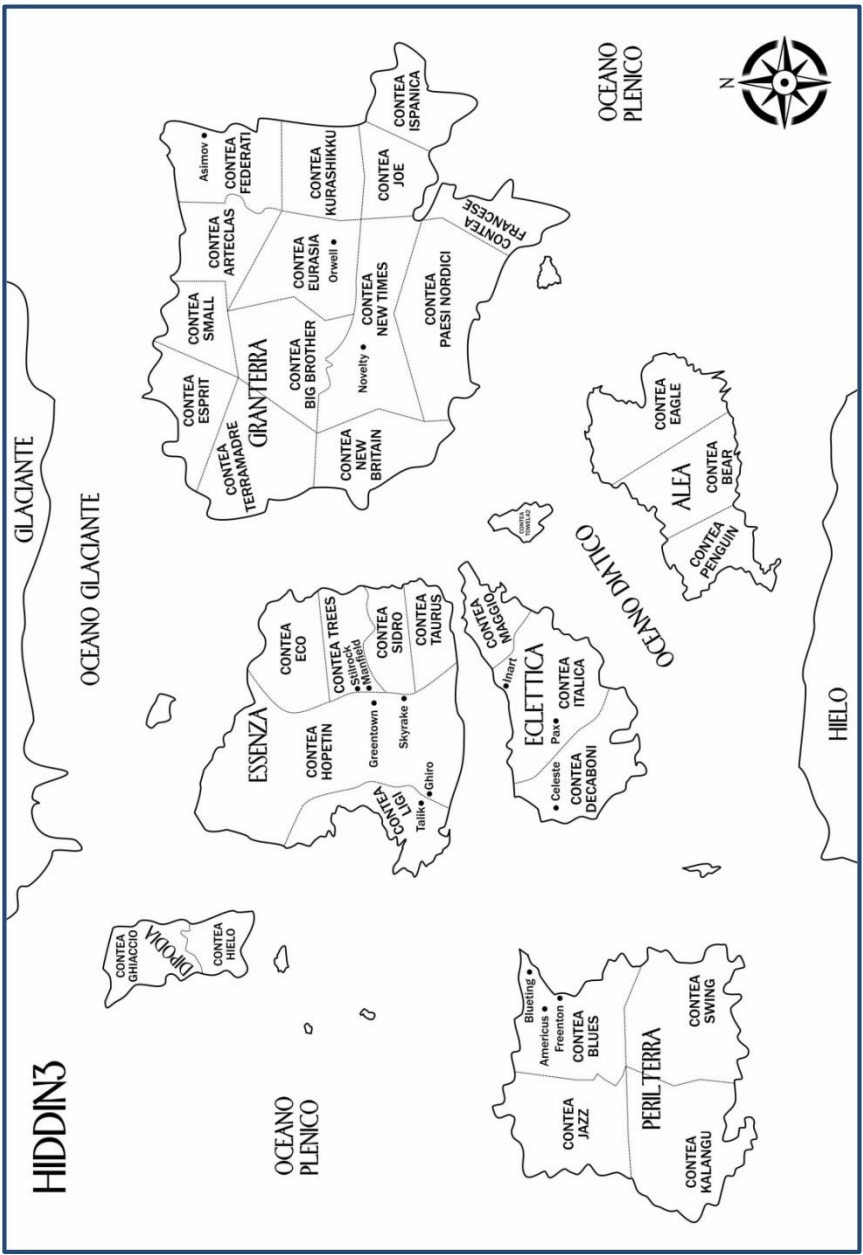 HIDDIN3
GLACIANTE
OCEANO GLACIANTE
OCEANO
PLENICO
CONTEA
GHIACCIO
DIPODIA
CONTEA
HIELO
ESSENZA
CONTEA
ECO
CONTEA
HOPETIN
CONTEA TREES
Stilrock
Manfield
CONTEA
SIDRO
CONTEA
TAURUS
Greentown
Skyrake
CONTEA
LIGI
Talik
Ghiro
GRANTERRA
CONTEA
ESPRIT
CONTEA
SMALL
CONTEA
ARTECLAS
Asimov
CONTEA
FEDERATI
CONTEA
TERRAMADRE
CONTEA
BIG BROTHER
CONTEA
EURASIA
Orwell
CONTEA
KURASHIKKU
CONTEA
NEW
BRITAIN
Novelty
CONTEA
NEW TIMES
CONTEA
JOE
CONTEA
ISPANICA
CONTEA
PAESI NORDICI
CONTEA
FRANCESE
OCEANO
PLENICO
N
CONTEA
TOWEL42
ECLETTICA
CONTEA
MAGGIO
Inart
Pax
CONTEA
ITALICA
Celeste
CONTEA
DECABONI
OCEANO DIATICO
ALEA
CONTEA
EAGLE
CONTEA
BEAR
CONTEA
PENGUIN
PERILTERRA
CONTEA
JAZZ
Blueting
Americus
Freenton
CONTEA
BLUES
CONTEA
KALANGU
CONTEA
SWING
HIELO